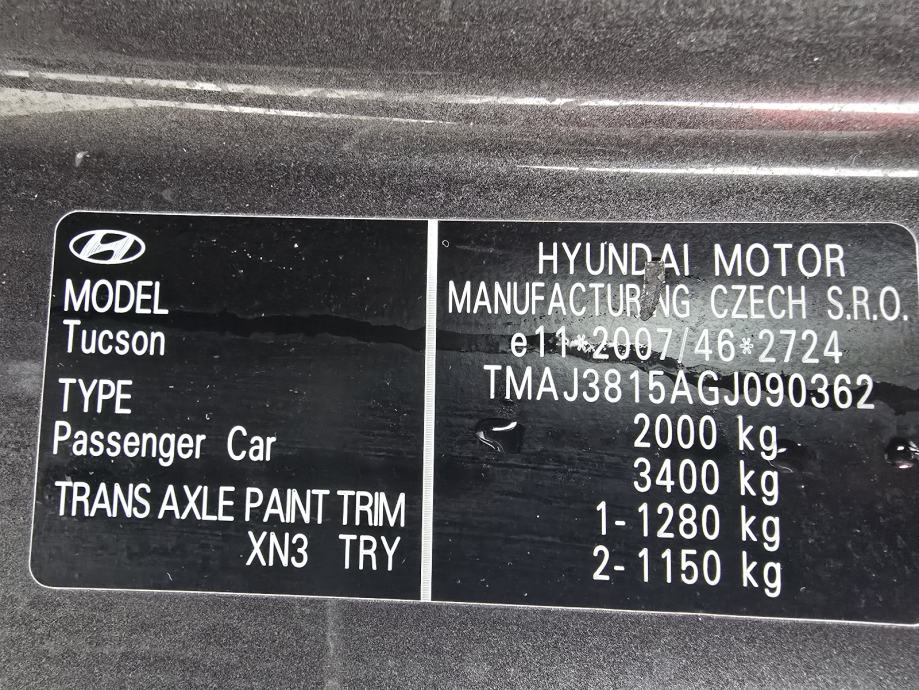 MODEL
Tucson
TYPE
Passenger Car
TRANS AXLE PAINT TRIM
XN3 TRY
HYUNDAI MOTOR
MANUFACTURING CZECH S.R.O.
e11*2007/46*2724
TMAJ3815AGJ090362
2000 kg
3400 kg
1-1280 kg
2-1150 kg